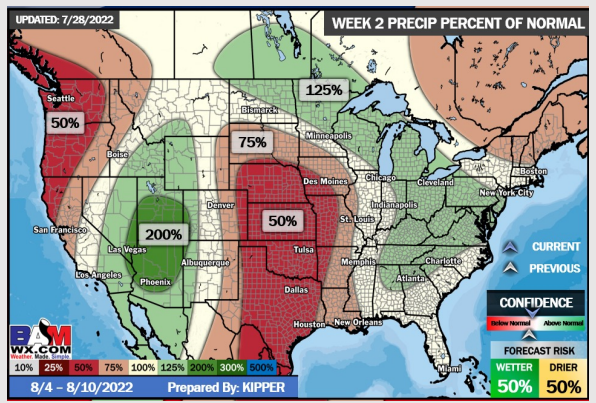 UPDATED: 7/28/2022
WEEK 2 PRECIP PERCENT OF NORMAL
Seattle
50%
125%
Bismarck
Minneapolis
75%
Boise
Boston
Des Moines
Chicago
Cleveland
New York City
Denver
Indianapolis
San Francisco
200%
50%
St. Louis
Las Vegas
Tulsa
CURRENT
Albuquerque
Memphis
Charlotte
PREVIOUS
Los Angeles
Phoenix
Atlanta
Dallas
CONFIDENCE
Houston
New Orleans
Below Normal
Above Normal
BAM
WX.COM
Weather. Made. Simple.
FORECAST RISK
Miami
WETTER
DRIER
50%
50%
10% 25% 50% 75% 100% 125% 200% 300% 500%
8/4 – 8/10/2022
Prepared By: KIPPER